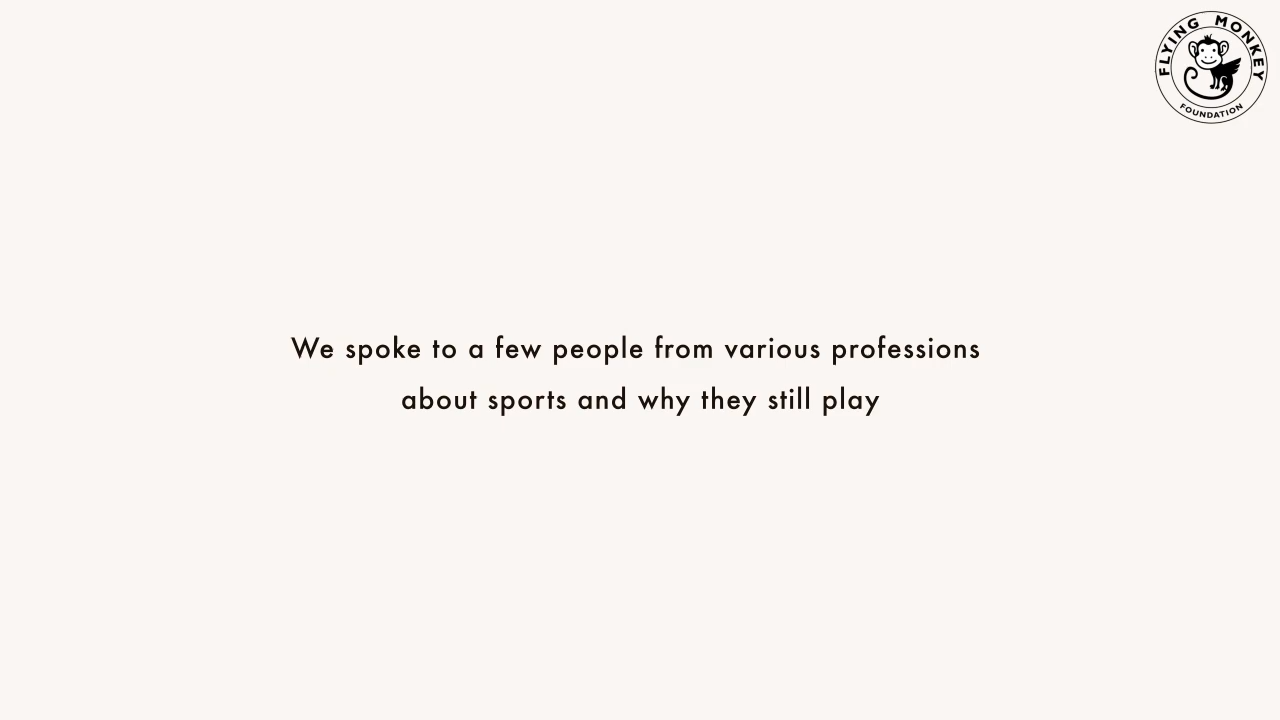 FLYING MONKEY
FOUNDATION
We spoke to a few people from various professions
about sports and why they still play